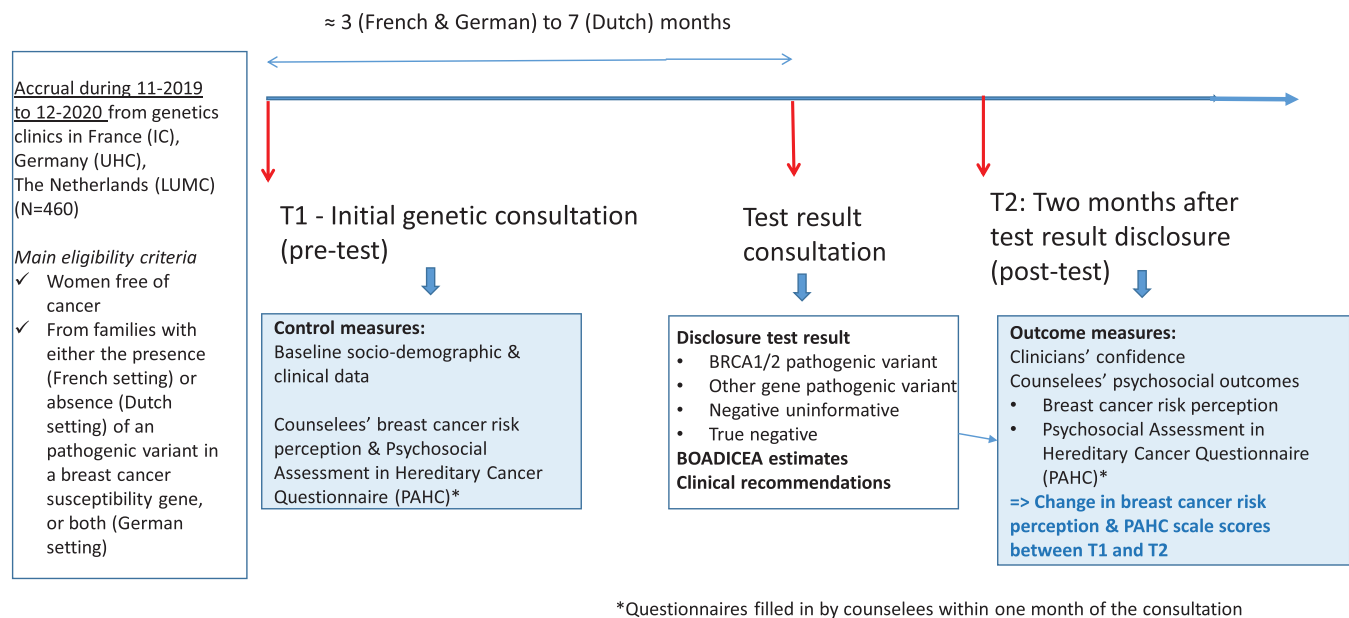 ≈ 3 (French & German) to 7 (Dutch) months
Accrual during 11-2019
to 12-2020 from genetics
clinics in France (IC),
Germany (UHC),
The Netherlands (LUMC)
(N=460)
Main eligibility criteria
✓ Women free of
cancer
✓ From families with
either the presence
(French setting) or
absence (Dutch
setting) of an
pathogenic variant in
a breast cancer
susceptibility gene,
or both (German
setting)
T1 - Initial genetic consultation
(pre-test)
Control measures:
Baseline socio-demographic &
clinical data
Counselees’ breast cancer risk
perception & Psychosocial
Assessment in Hereditary Cancer
Questionnaire (PAHC)*
Test result
consultation
Disclosure test result
• BRCA1/2 pathogenic variant
• Other gene pathogenic variant
• Negative uninformative
• True negative
BOADICEA estimates
Clinical recommendations
T2: Two months after
test result disclosure
(post-test)
Outcome measures:
Clinicians’ confidence
Counselees’ psychosocial outcomes
• Breast cancer risk perception
• Psychosocial Assessment in
Hereditary Cancer Questionnaire
(PAHC)*
=> Change in breast cancer risk
perception & PAHC scale scores
between T1 and T2
*Questionnaires filled in by counselees within one month of the consultation